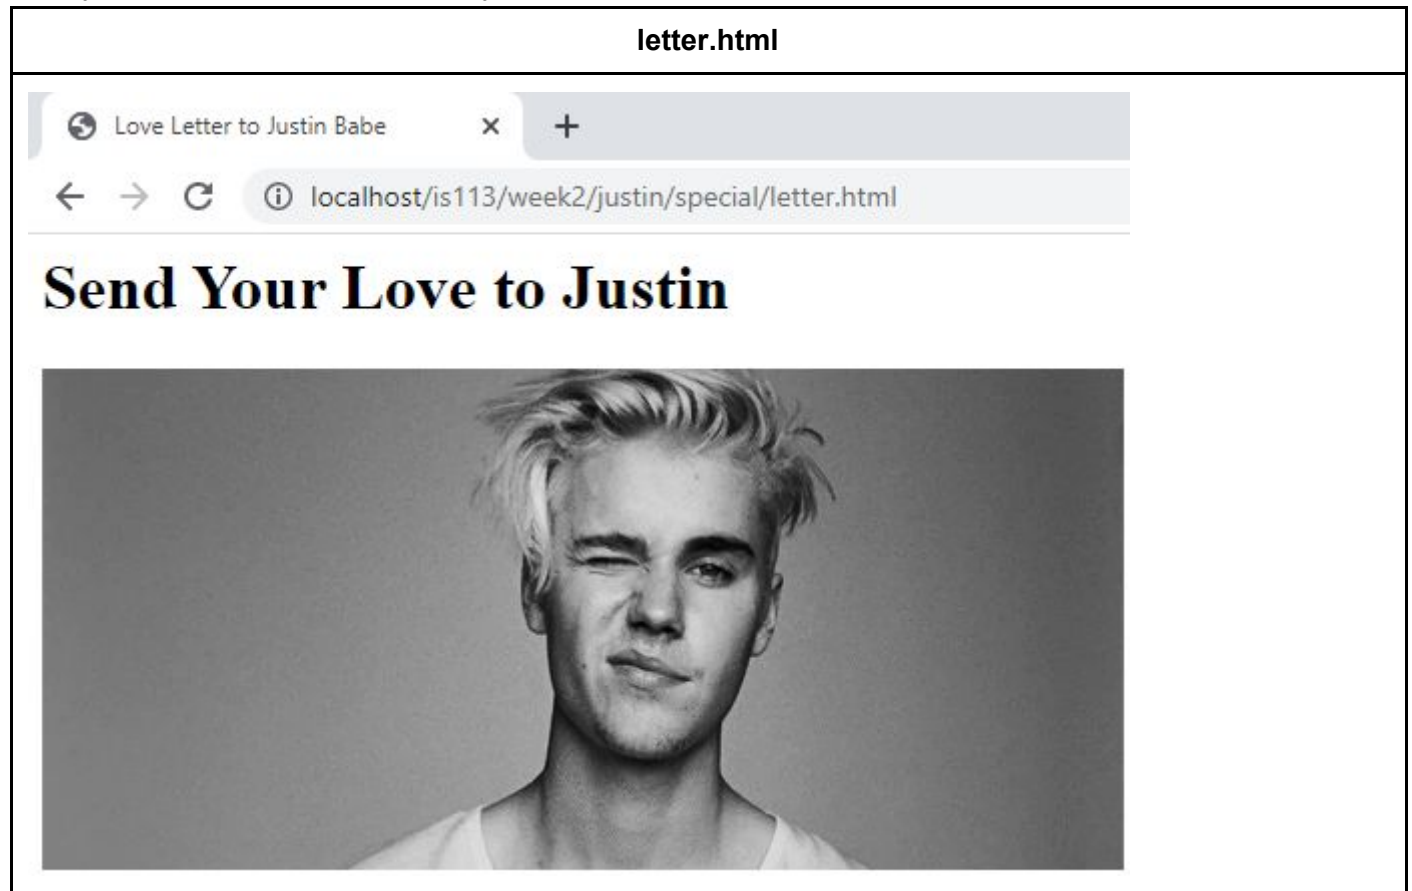 letter.html
Love Letter to Justin Babe
localhost/is113/week2/justin/special/letter.html
Send Your Love to Justin